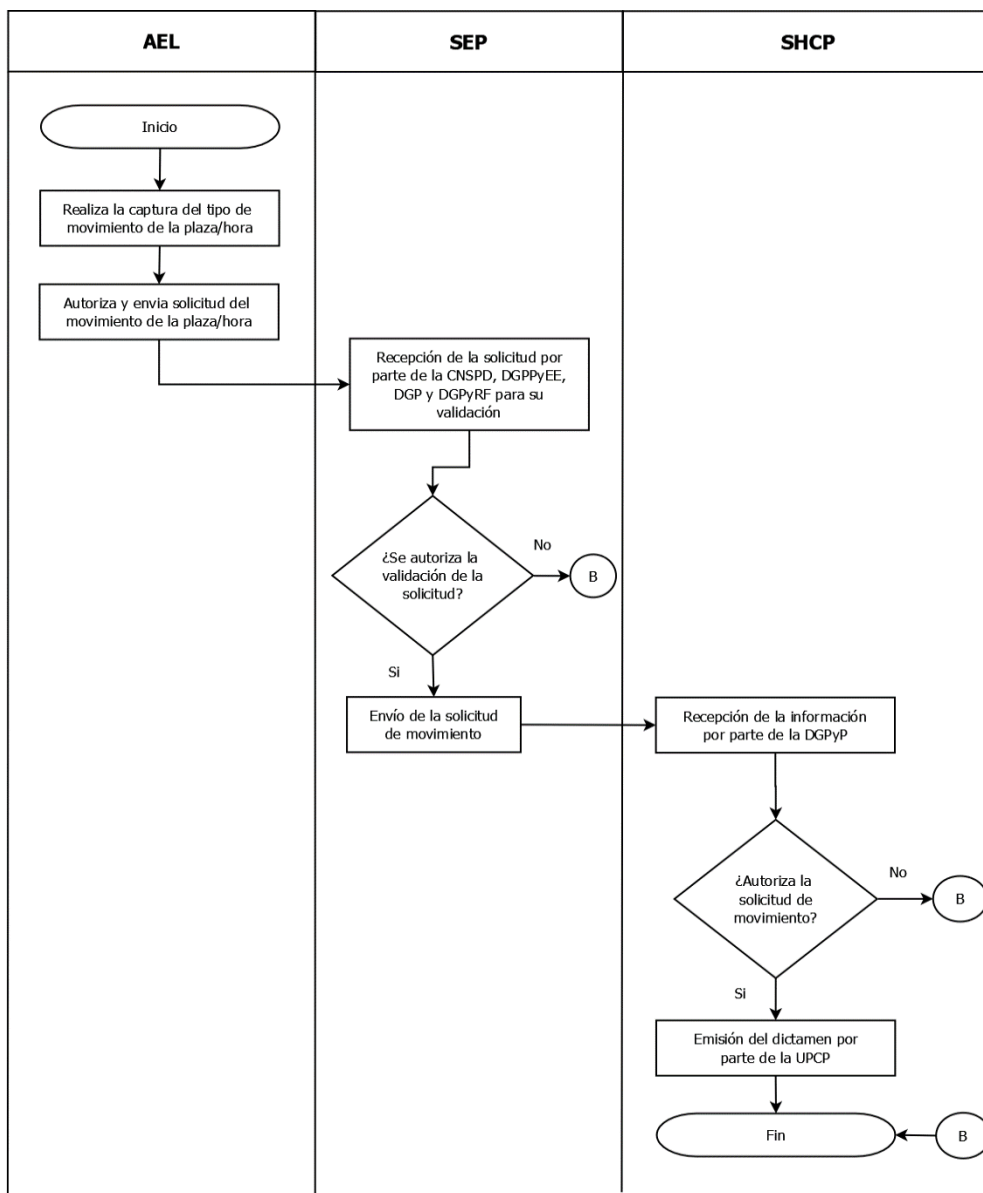 AEL
SEP
SHCP
Inicio
Realiza la captura del tipo de
movimiento de la plaza/hora
Autoriza y envia solicitud del
movimiento de la plaza/hora
Recepción de la solicitud por
parte de la CNSPD, DGPPyEE,
DGP y DGPyRF para su
validación
¿Se autoriza la
validación de la
solicitud?
No
B
Si
Envío de la solicitud
de movimiento
Recepción de la información
por parte de la DGPyP
¿Autoriza la
solicitud de
movimiento?
No
B
Si
Emisión del dictamen por
parte de la UPCP
Fin
B